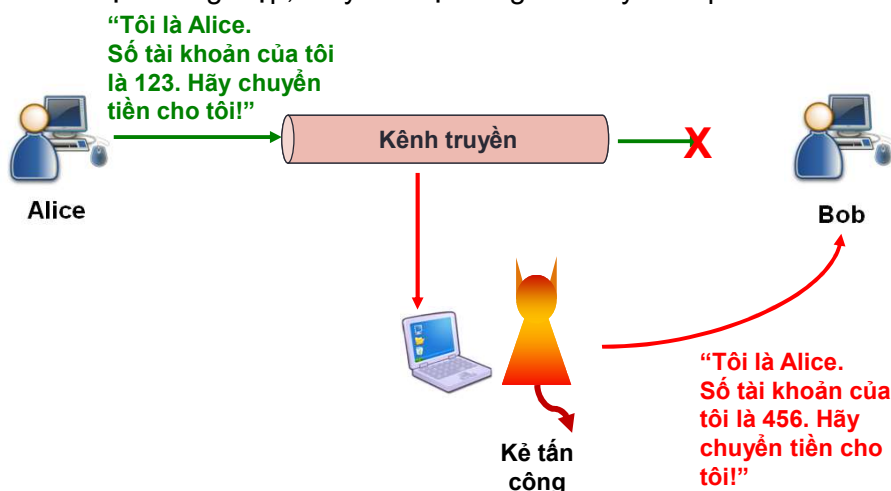 “Tôi là Alice.
Số tài khoản của tôi
là 123. Hãy chuyển
tiền cho tôi!”
Kênh truyền
X
Alice
Bob
“Tôi là Alice.
Số tài khoản của
tôi là 456. Hãy
chuyển tiền cho
tôi!”
Kẻ tấn
công